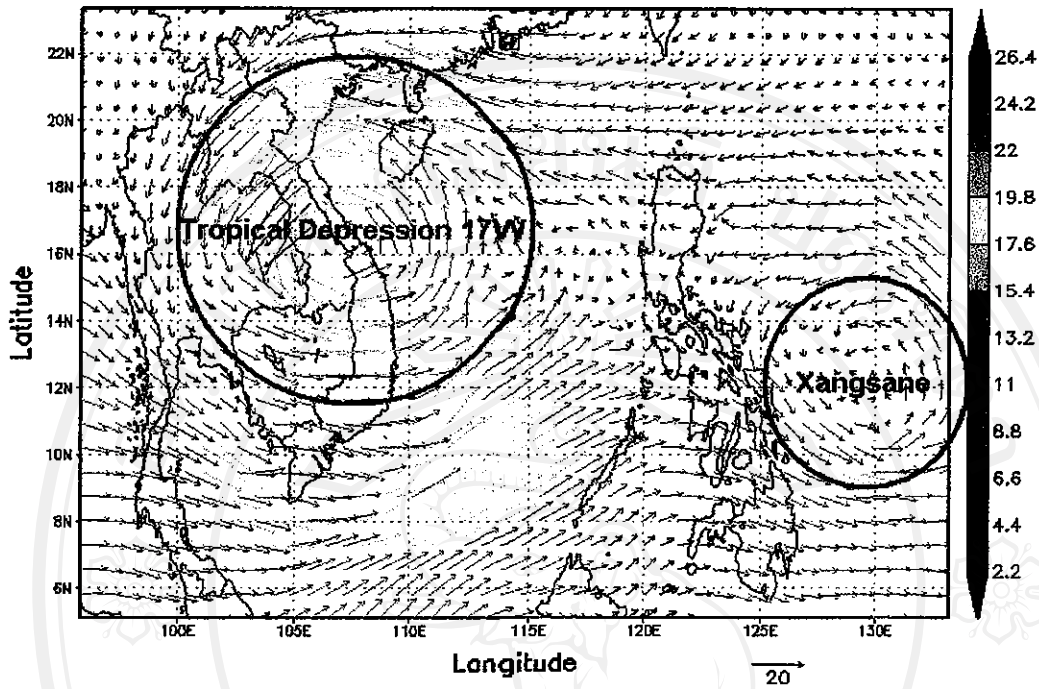 22N
20N
18N
16N
14N
12N
10N
8N
6N
Latitude
100E
105E
110E
115E
120E
125E
130E
Longitude
20
Tropical Depression 17W
Xangsane
26.4
24.2
22
19.8
17.6
15.4
13.2
11
8.8
6.6
4.4
2.2